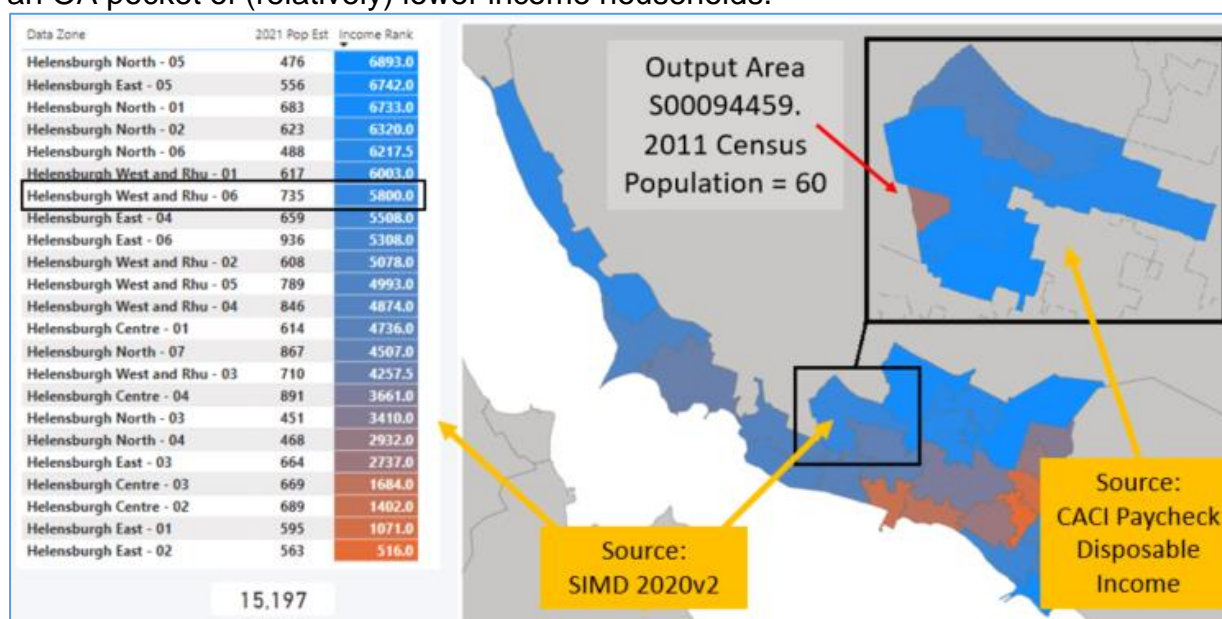 an OA pocket of (relatively) lower income households.
Data Zone 2021 Pop Est Income Rank
Helensburgh North - 05 476 6893.0
Helensburgh East - 05 556 6742.0
Helensburgh North - 01 683 6733.0
Helensburgh North - 02 623 6320.0
Helensburgh North - 06 488 6217.5
Helensburgh West and Rhu - 01 617 6003.0
Helensburgh West and Rhu - 06 735 5800.0
Helensburgh East - 04 659 5508.0
Helensburgh East - 06 936 5308.0
Helensburgh West and Rhu - 02 608 5078.0
Helensburgh West and Rhu - 05 789 4993.0
Helensburgh West and Rhu - 04 846 4874.0
Helensburgh Centre - 01 614 4736.0
Helensburgh North - 07 867 4507.0
Helensburgh West and Rhu - 03 710 4257.5
Helensburgh Centre - 04 891 3661.0
Helensburgh North - 03 451 3410.0
Helensburgh North - 04 468 2932.0
Helensburgh East - 03 664 2737.0
Helensburgh Centre - 03 669 1684.0
Helensburgh Centre - 02 689 1402.0
Helensburgh East - 01 595 1071.0
Helensburgh East - 02 563 516.0
15,197
Output Area
S00094459.
2011 Census
Population = 60
Source:
SIMD 2020v2
Source:
CACI Paycheck
Disposable
Income